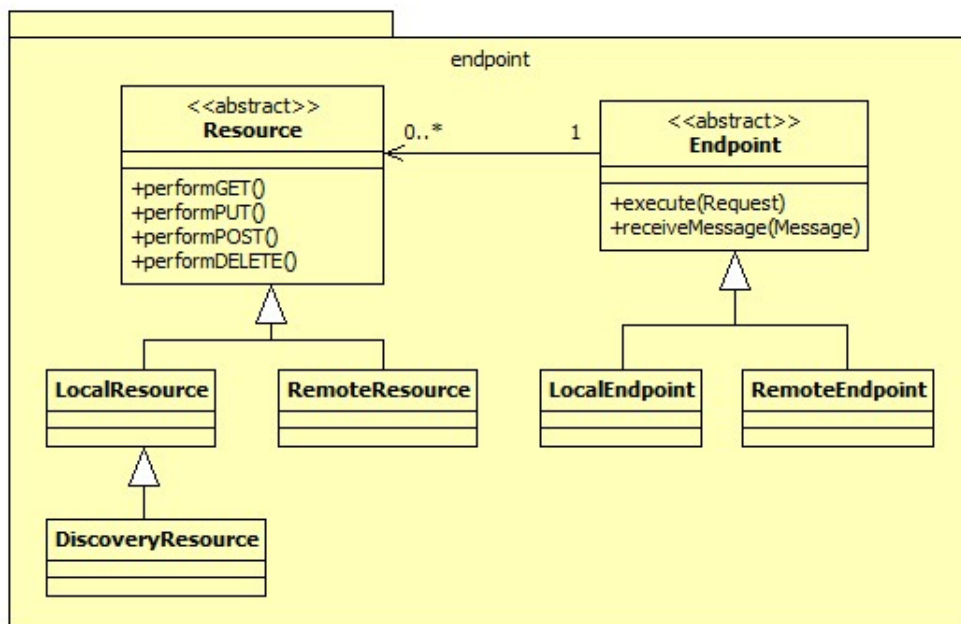 endpoint
<<abstract>>
Resource
+performGET()
+performPUT()
+performPOST()
+performDELETE()
0..*
1
<<abstract>>
Endpoint
+execute(Request)
+receiveMessage(Message)
LocalResource
RemoteResource
LocalEndpoint
RemoteEndpoint
DiscoveryResource